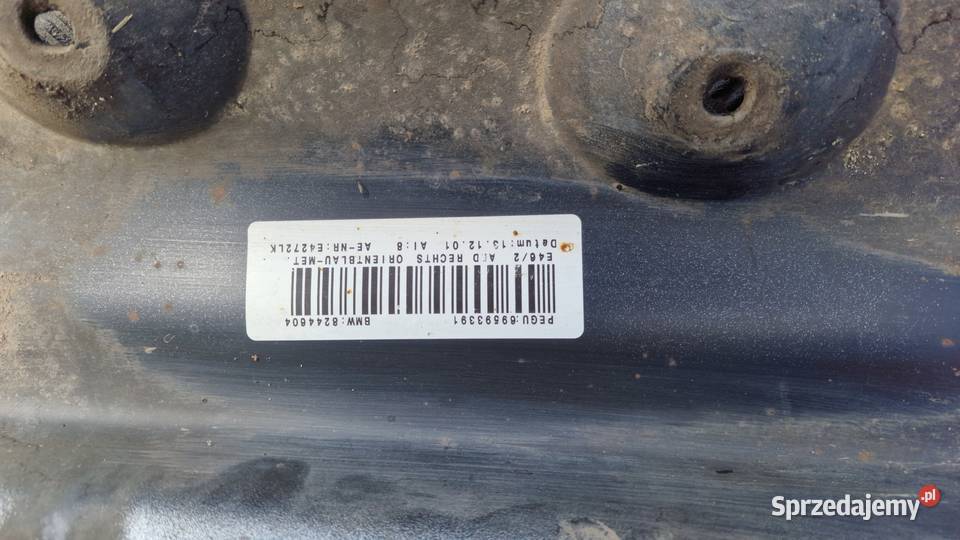 PEGU:69593391 BMW:8244604
E46/2 RECHTS ORIENTBLAU-MET.
Datum:13.12.01 AI:8 AE-NR:E4272LK
Sprzedajemy.pl